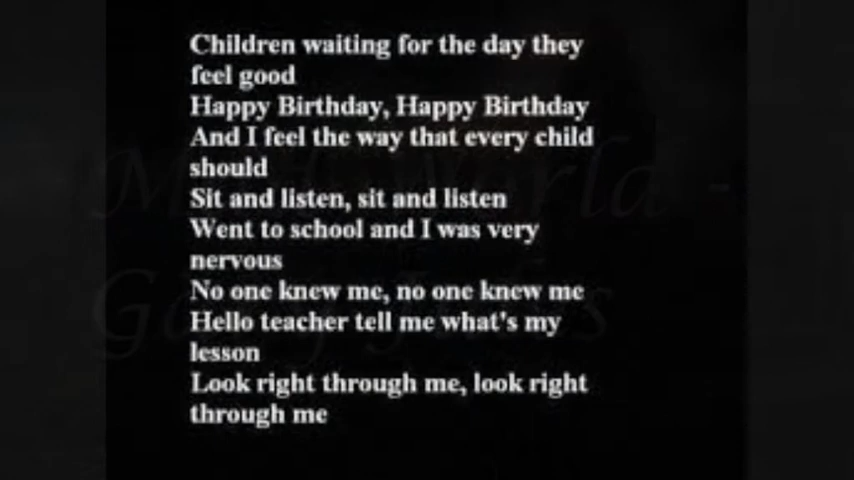 Children waiting for the day they
feel good
Happy Birthday, Happy Birthday
And I feel the way that every child
should
Sit and listen, sit and listen
Went to school and I was very
nervous
No one knew me, no one knew me
Hello teacher tell me what's my
lesson
Look right through me, look right
through me